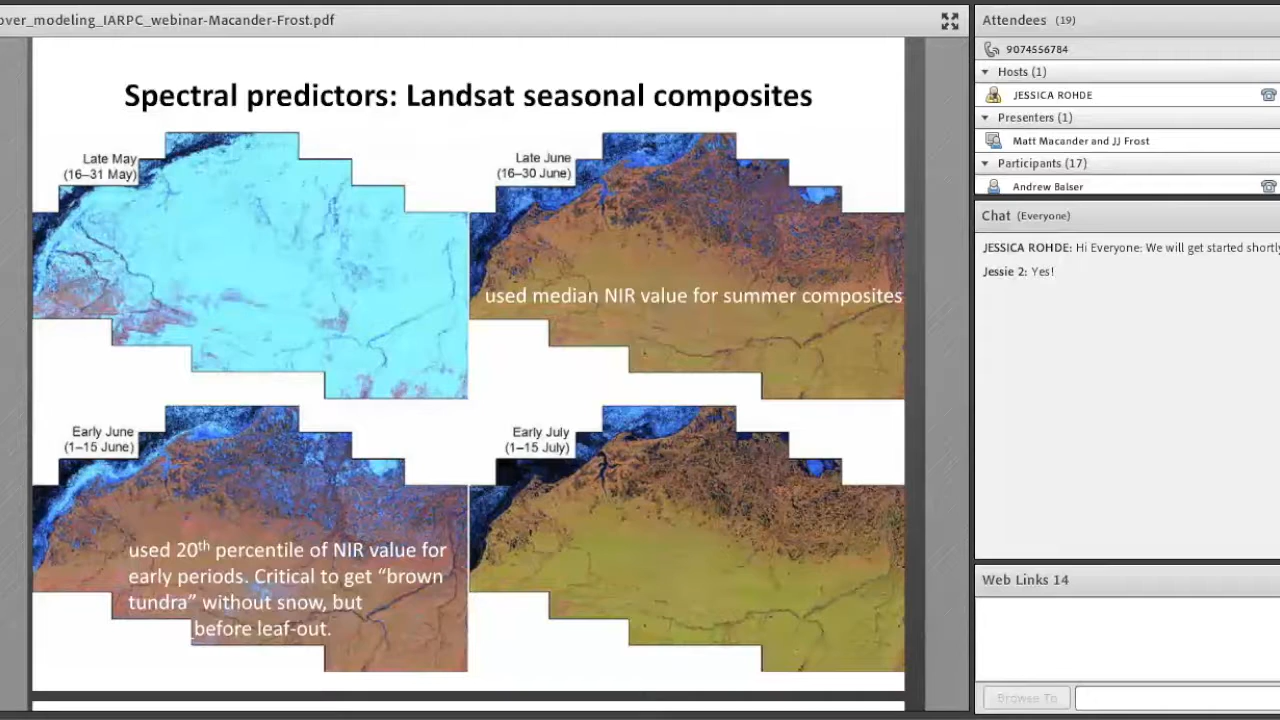 over_modeling_IARPC_webinar-Macander-Frost.pdf
Spectral predictors: Landsat seasonal composites
Late May
(16–31 May)
Late June
(16–30 June)
used median NIR value for summer composites
Early June
(1–15 June)
Early July
(1–15 July)
used 20th percentile of NIR value for
early periods. Critical to get “brown
tundra” without snow, but
before leaf-out.
Attendees (19)
9074556784
Hosts (1)
JESSICA ROHDE
Presenters (1)
Matt Macander and JJ Frost
Participants (17)
Andrew Balser
Chat (Everyone)
JESSICA ROHDE: Hi Everyone: We will get started shortly
Jessie 2: Yes!
Web Links 14
Browse To